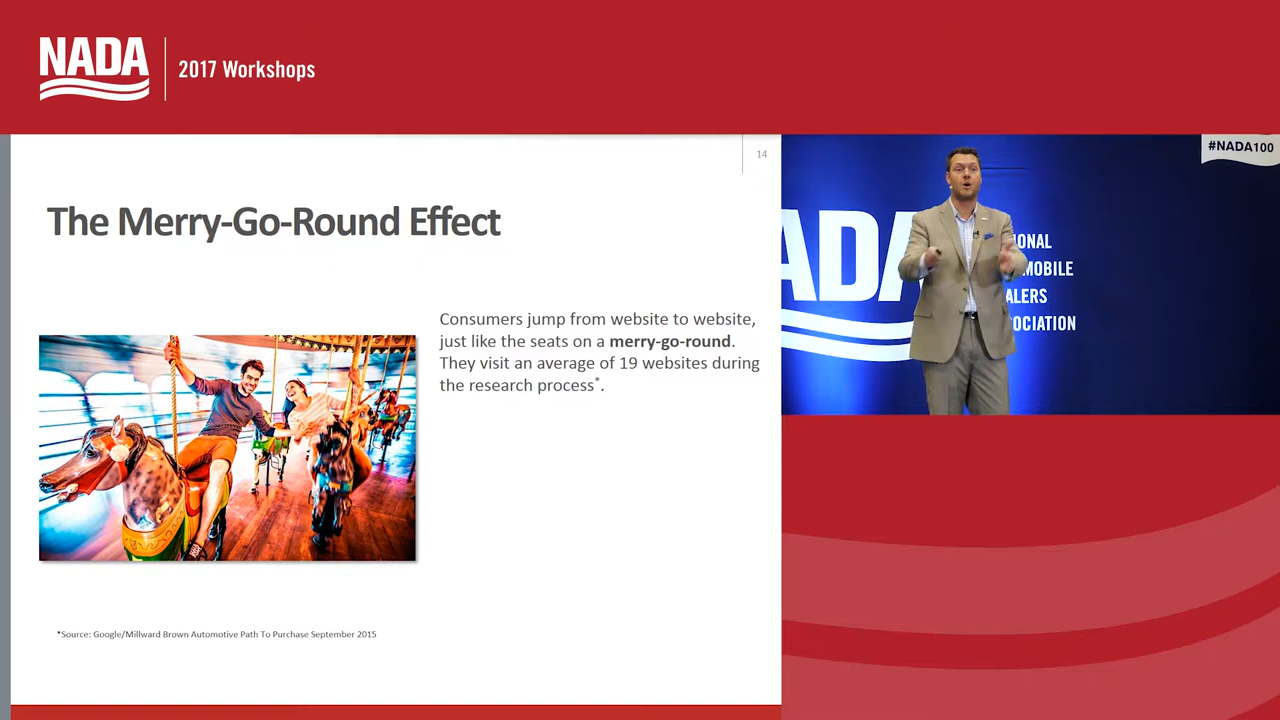 NADA
2017 Workshops
#NADA100
14
The Merry-Go-Round Effect
Consumers jump from website to website,
just like the seats on a merry-go-round.
They visit an average of 19 websites during
the research process*.
*Source: Google/Millward Brown Automotive Path To Purchase September 2015
ADA
IONAL
MOBILE
ALERS
OCIATION